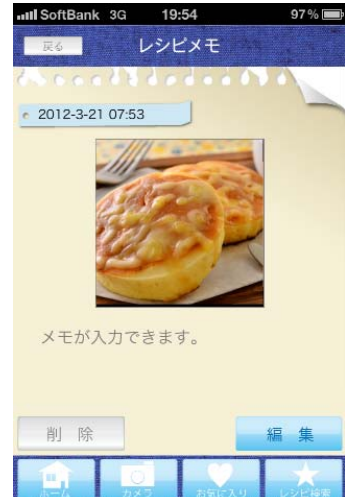 SoftBank 3G 19:54 97%
戻る レシピメモ
2012-3-21 07:53
メモが入力できます。
削 除 編 集
ホーム カメラ お気に入り レシピ検索